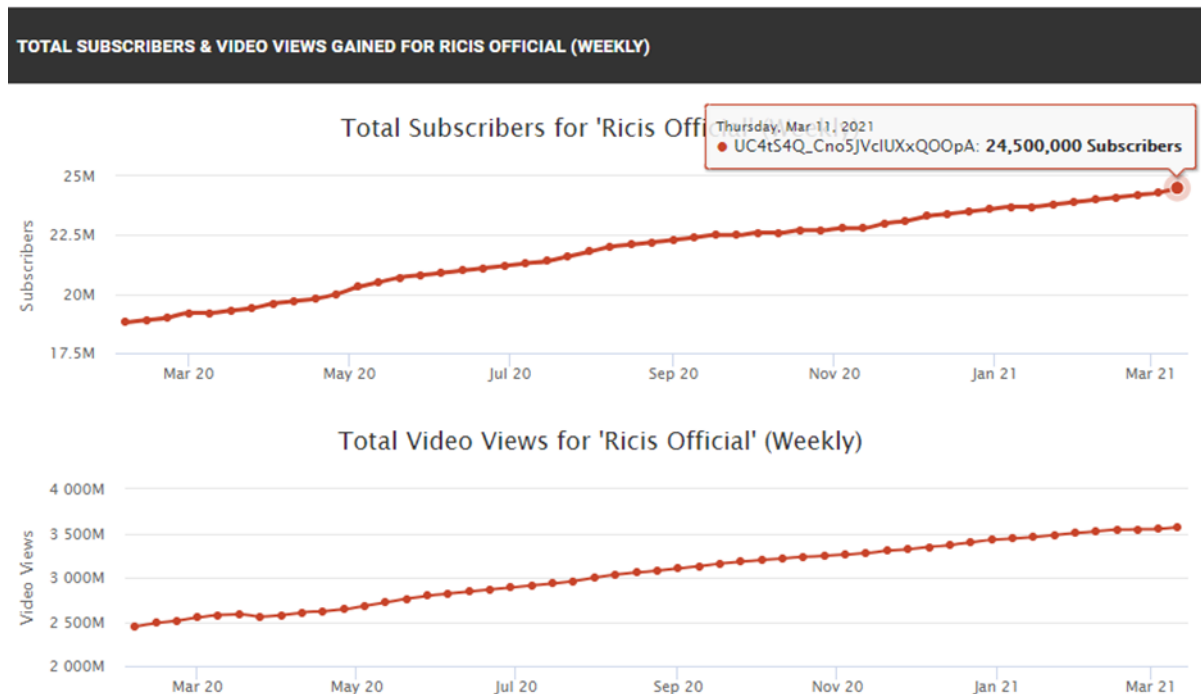 TOTAL SUBSCRIBERS & VIDEO VIEWS GAINED FOR RICIS OFFICIAL (WEEKLY)
Total Subscribers for 'Ricis Official' (Weekly)
Thursday, Mar 11, 2021
● UC4tS4Q_Cno5JVcIUXxQOOpA: 24,500,000 Subscribers
25M
22.5M
20M
17.5M
Subscribers
Mar 20 May 20 Jul 20 Sep 20 Nov 20 Jan 21 Mar 21
Total Video Views for 'Ricis Official' (Weekly)
4 000M
3 500M
3 000M
2 500M
2 000M
Video Views
Mar 20 May 20 Jul 20 Sep 20 Nov 20 Jan 21 Mar 21